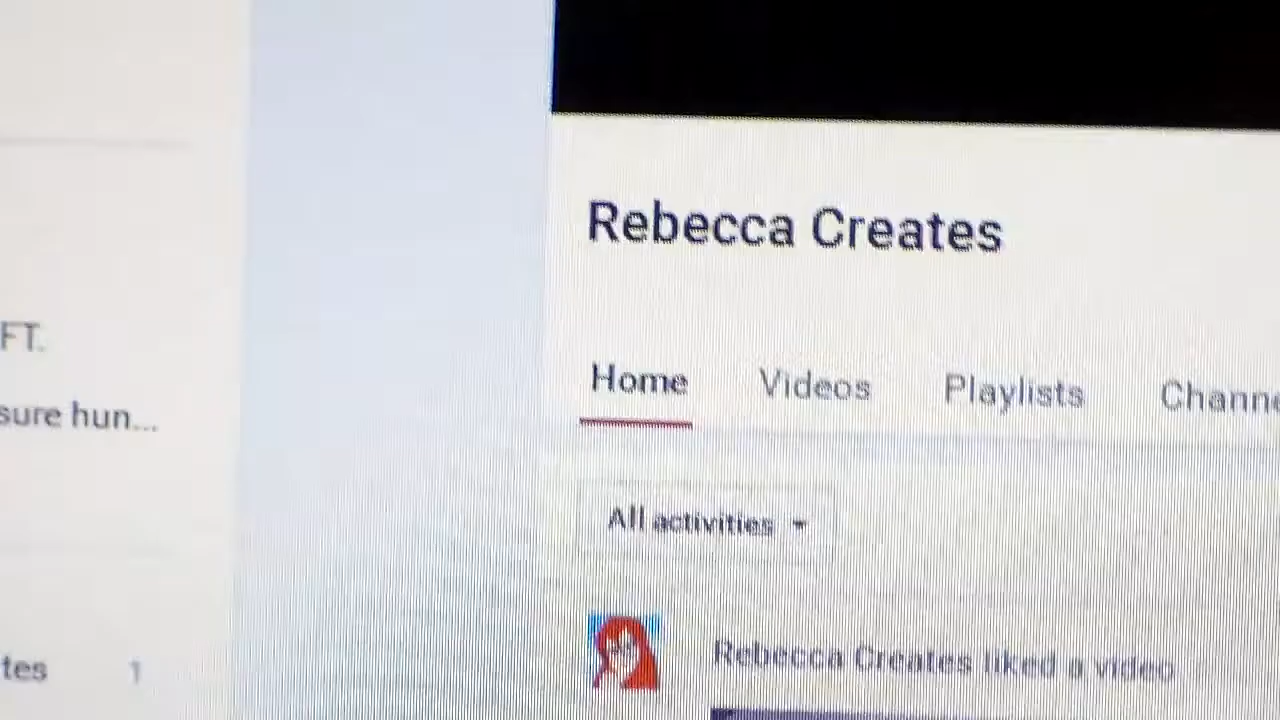 FT.
sure hun...
tes 1
Rebecca Creates
Home Videos Playlists Channe
All activities
Rebecca Creates liked a video